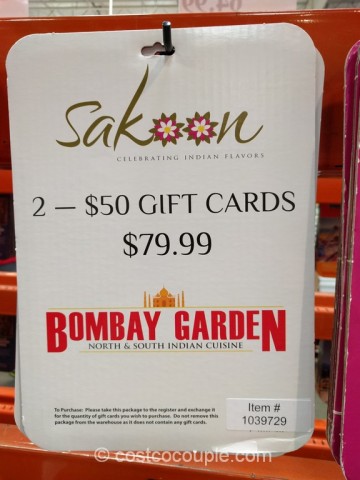 sakoon
CELEBRATING INDIAN FLAVORS
2 — $50 GIFT CARDS
$79.99
BOMBAY GARDEN
NORTH & SOUTH INDIAN CUISINE
To Purchase: Please take this package to the register and exchange it
for the quantity of gift cards you wish to purchase. Do not remove this
package from the warehouse as it does not contain any gift cards.
Item #
1039729
© costcocouple.com